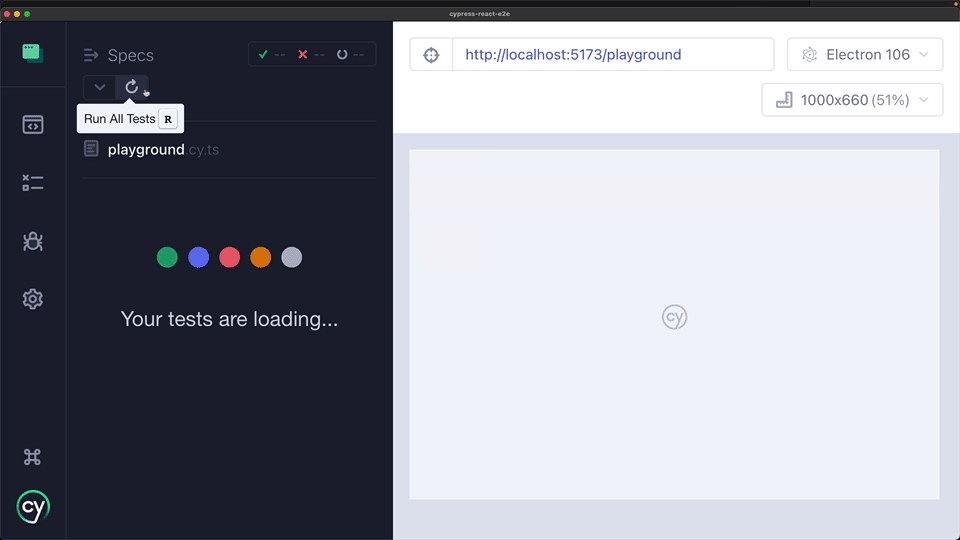 cypress-react-e2e
Specs
-- -- --
Run All Tests R
playground.cy.ts
Your tests are loading...
cy
http://localhost:5173/playground
Electron 106
1000x660 (51%)
cy